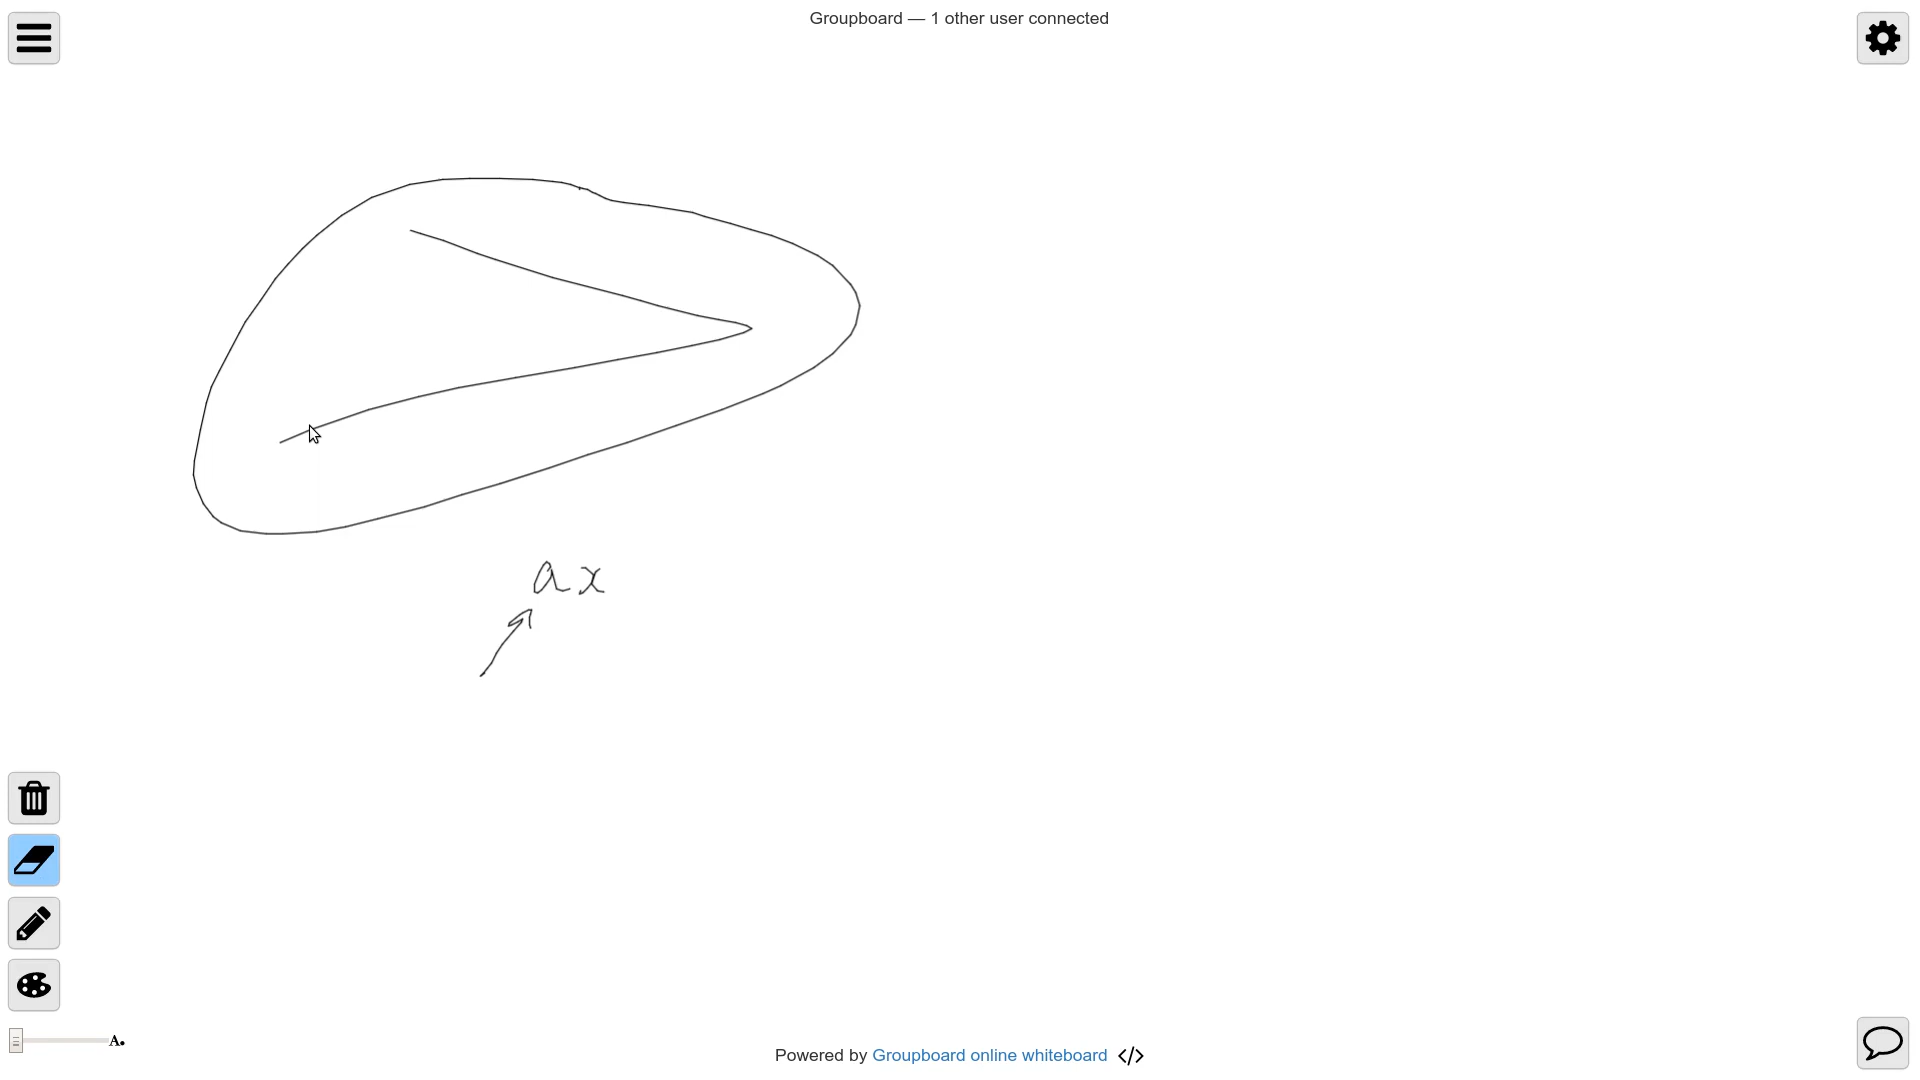 Groupboard — 1 other user connected
ax
A.
Powered by Groupboard online whiteboard </>